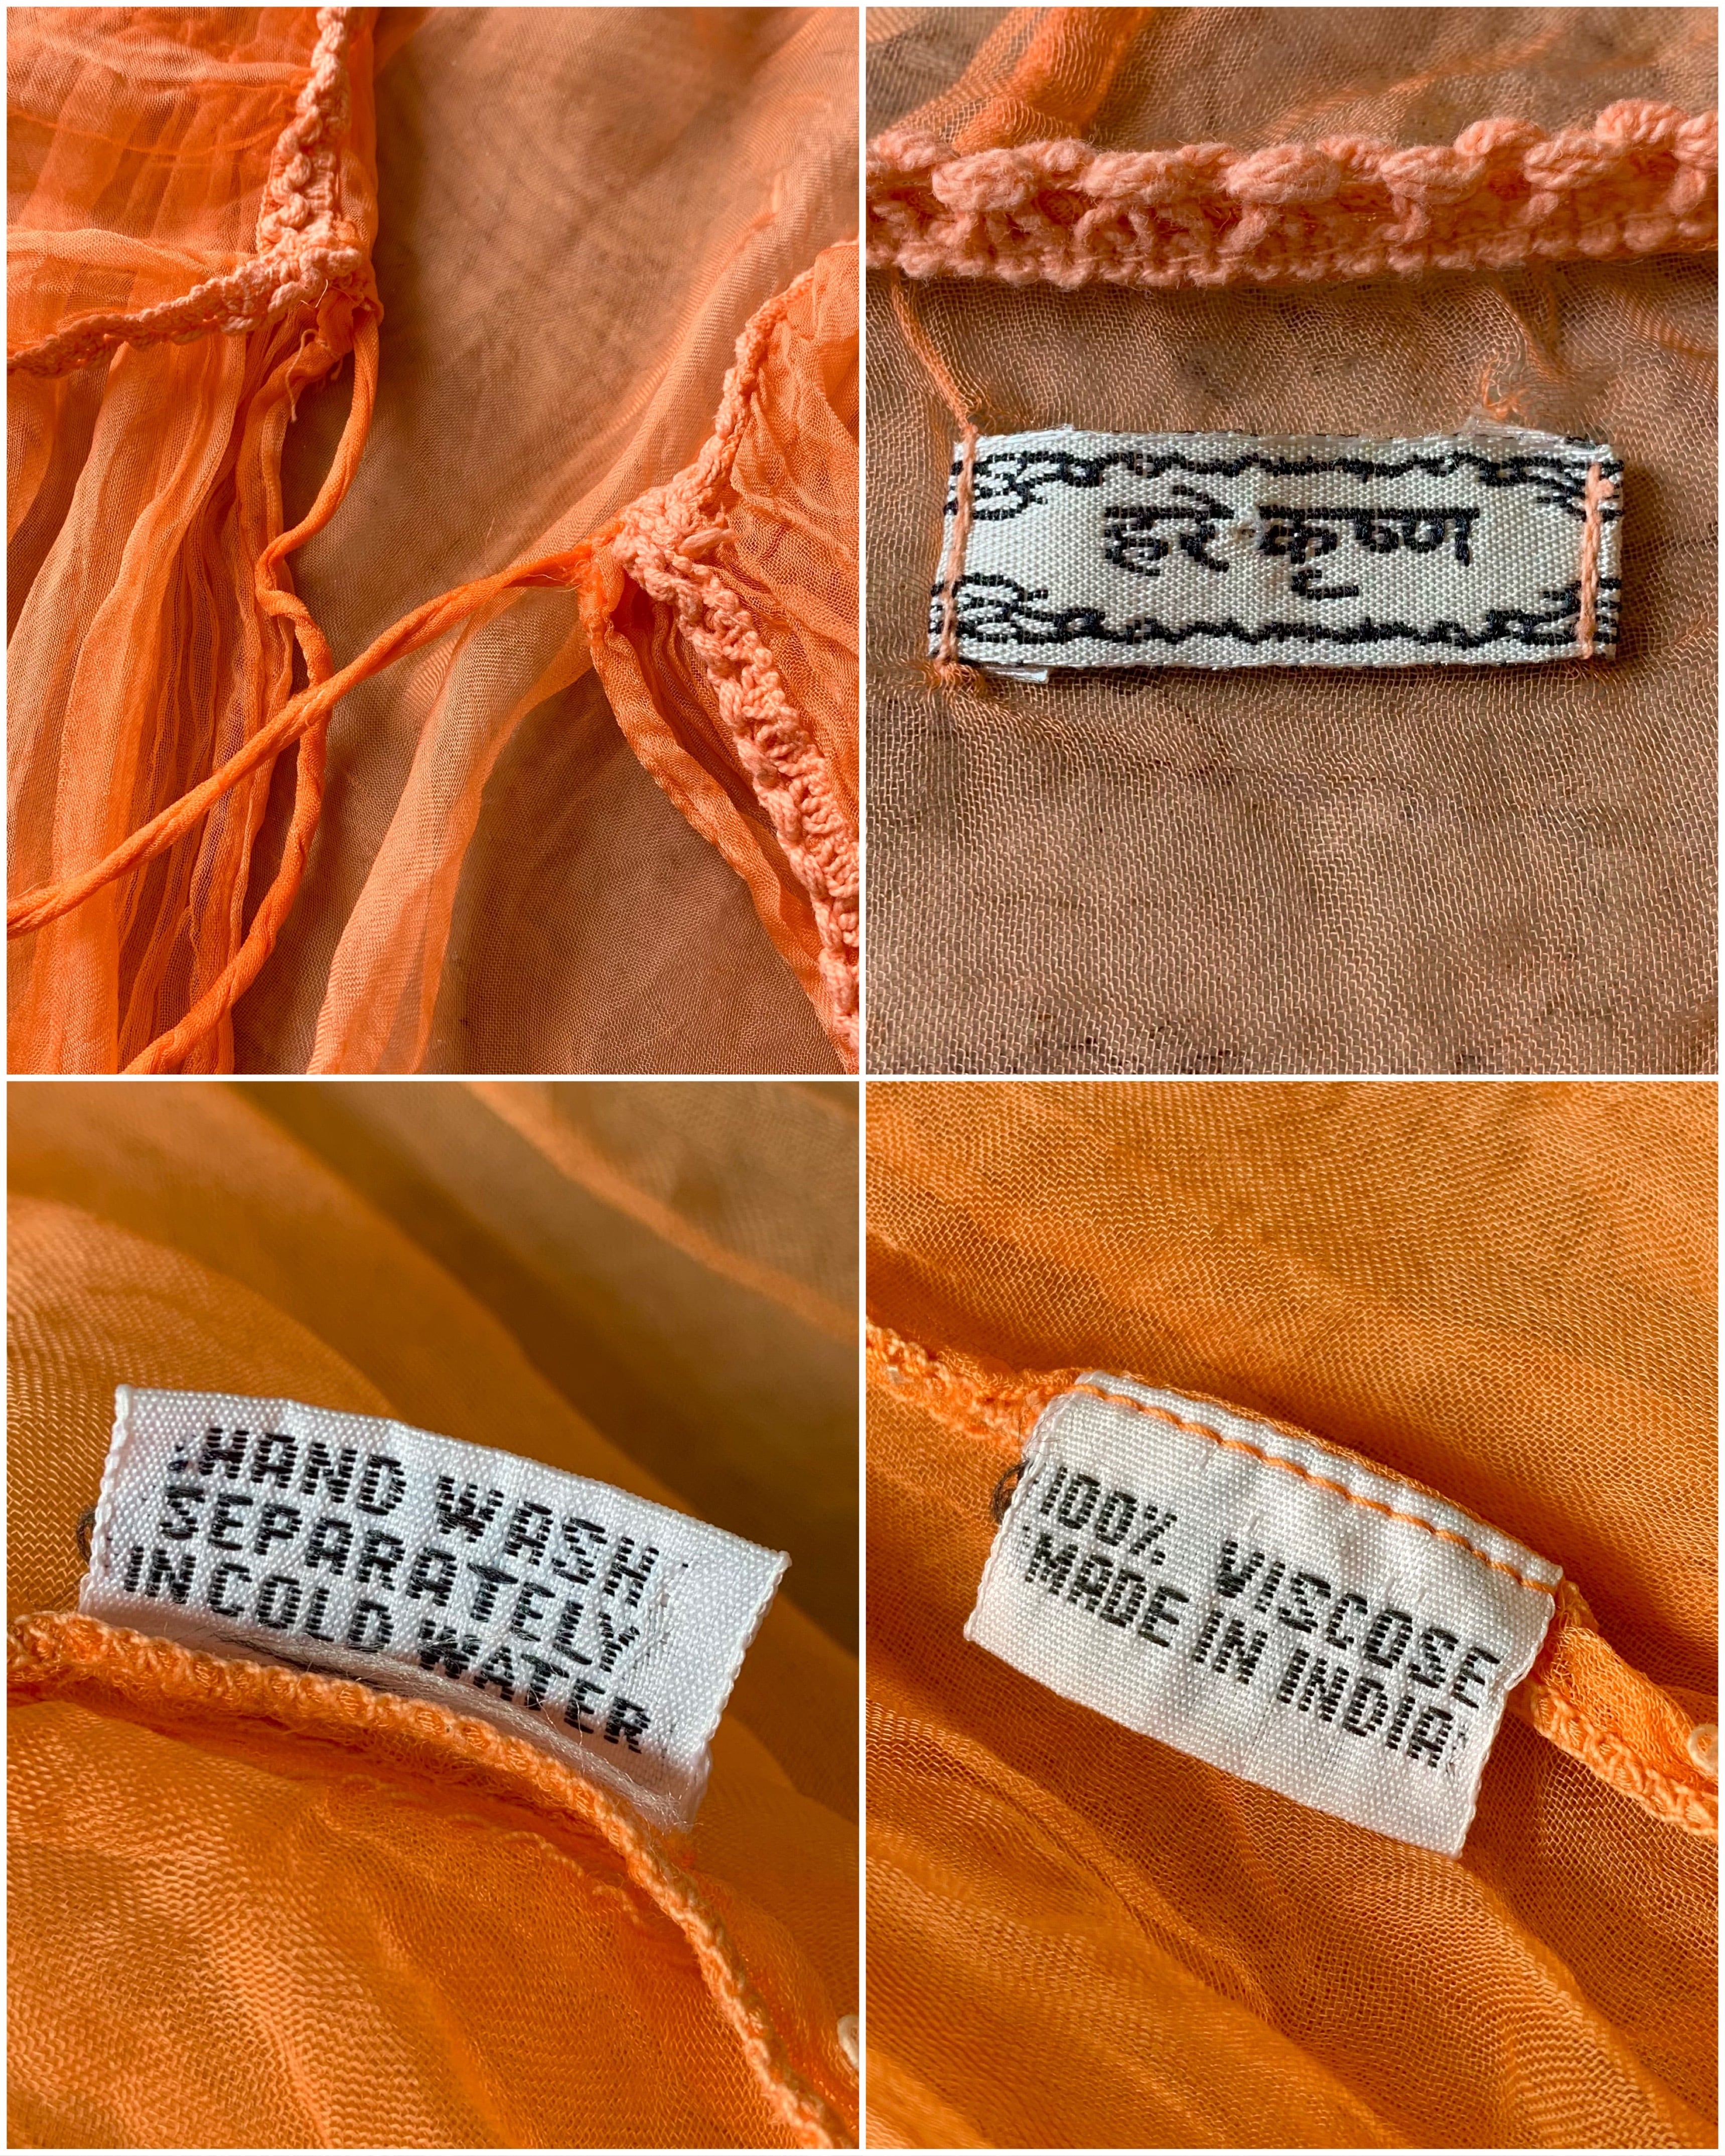 हरे कृष्ण
HAND WASH
SEPARATELY
IN COLD WATER
100% VISCOSE
MADE IN INDIA